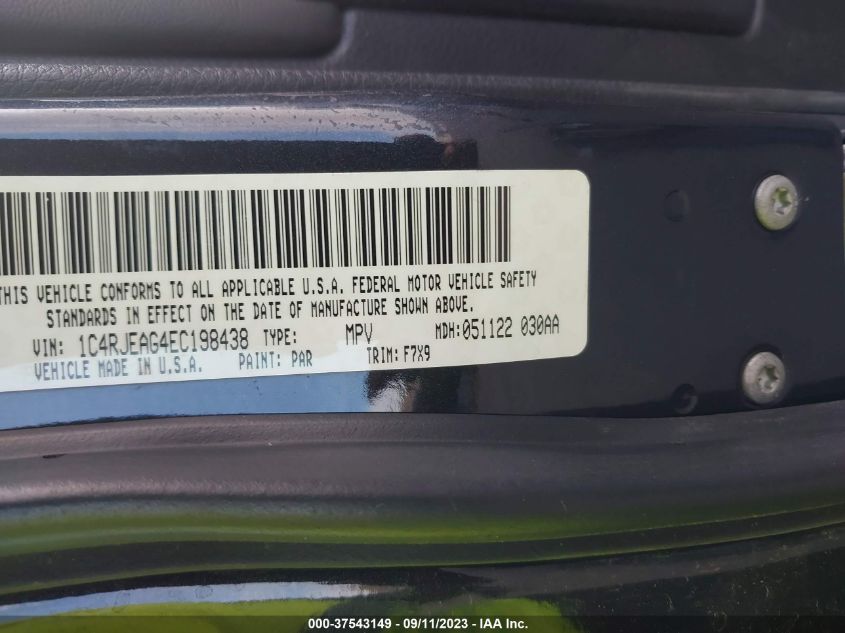 THIS VEHICLE CONFORMS TO ALL APPLICABLE U.S.A. FEDERAL MOTOR VEHICLE SAFETY
STANDARDS IN EFFECT ON THE DATE OF MANUFACTURE SHOWN ABOVE.
VIN: 1C4RJEAG4EC198438 TYPE: MPV MDH:051122 030AA
VEHICLE MADE IN U.S.A. PAINT: PAR TRIM: F7X9
000-37543149 - 09/11/2023 - IAA Inc.